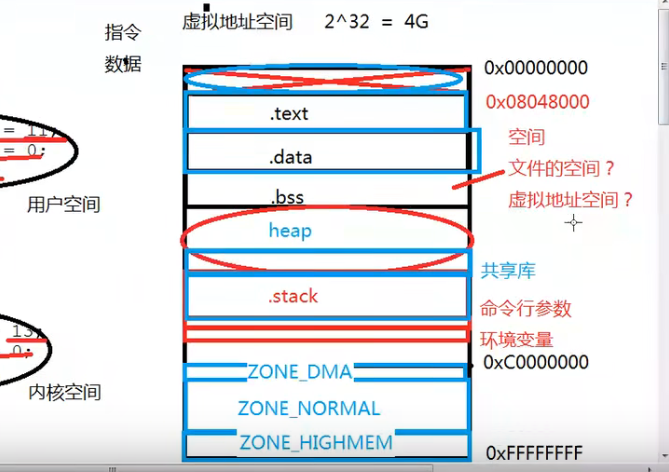 指令
虚拟地址空间 2^32 = 4G
数据
0x00000000
0x08048000
.text
空间
= 11;
= 0;
.data
文件的空间？
用户空间
.bss
虚拟地址空间？
heap
共享库
.stack
命令行参数
13;
0;
环境变量
0xC0000000
ZONE_DMA
内核空间
ZONE_NORMAL
ZONE_HIGHMEM
0xFFFFFFFF